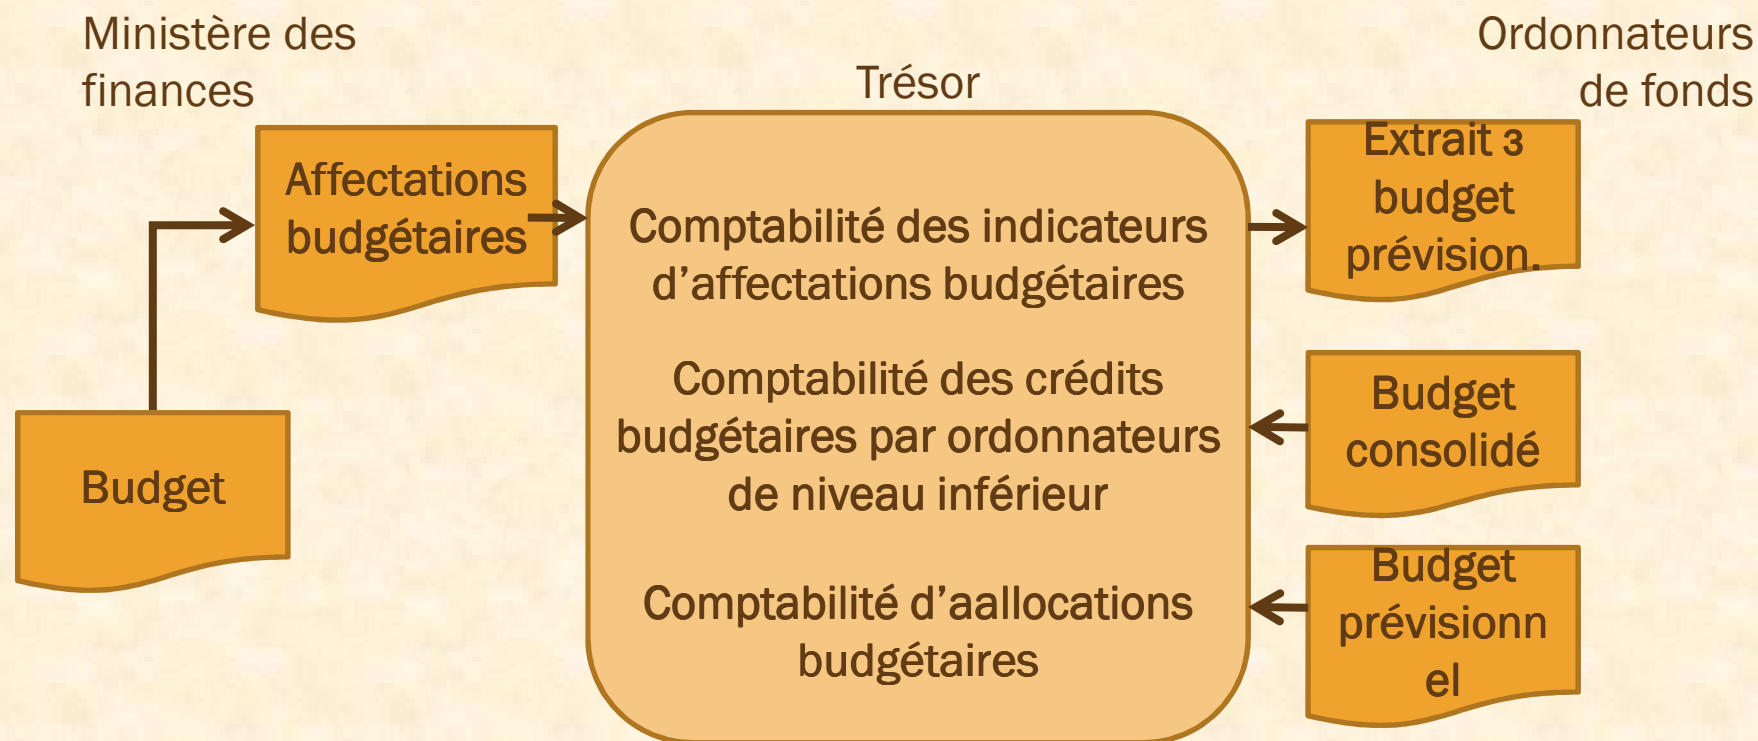 Ministère des
finances
Trésor
Ordonnateurs
de fonds
Affectations
budgétaires
Budget
Comptabilité des indicateurs
d’affectations budgétaires
Comptabilité des crédits
budgétaires par ordonnateurs
de niveau inférieur
Comptabilité d’aallocations
budgétaires
Extrait 3
budget
prévision.
Budget
consolidé
Budget
prévisionn
el